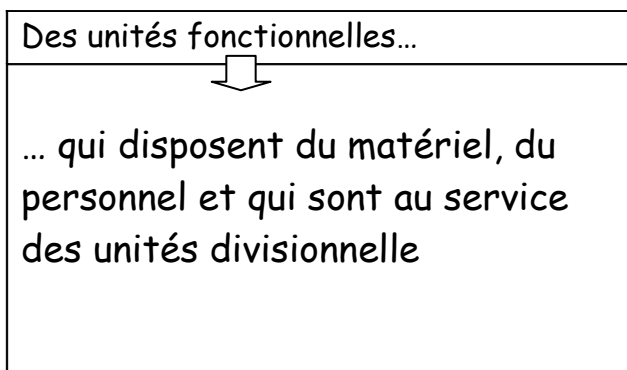 Des unités fonctionnelles…
… qui disposent du matériel, du
personnel et qui sont au service
des unités divisionnelle